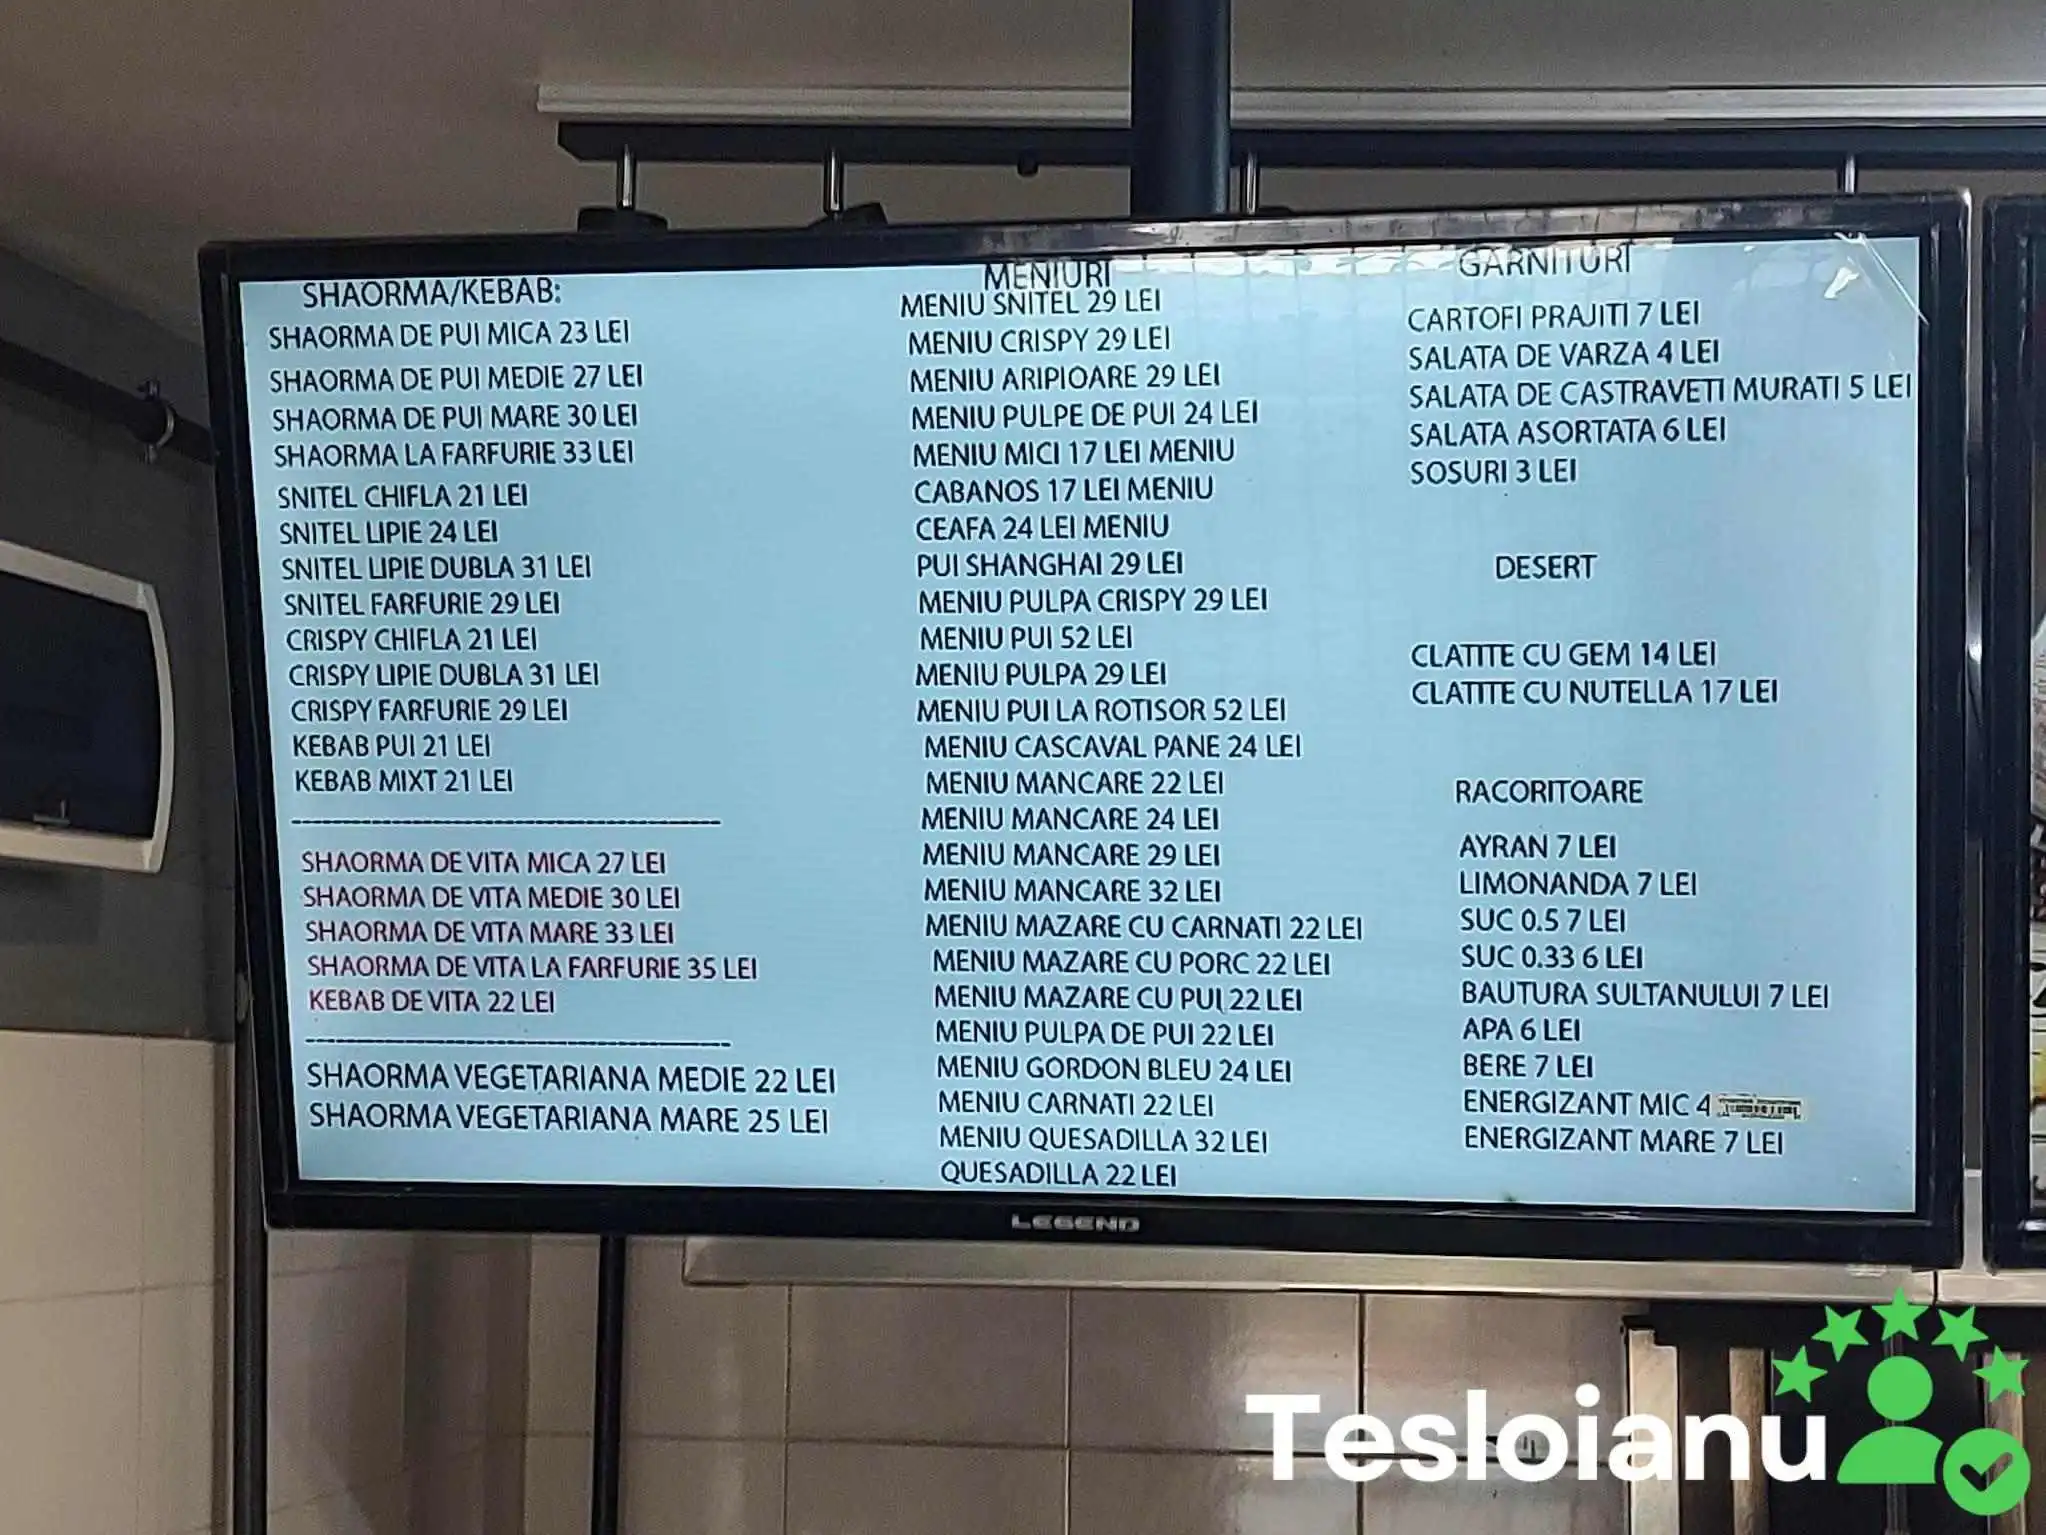 SHAORMA/KEBAB:
SHAORMA DE PUI MICA 23 LEI
SHAORMA DE PUI MEDIE 27 LEI
SHAORMA DE PUI MARE 30 LEI
SHAORMA LA FARFURIE 33 LEI
SNITEL CHIFLA 21 LEI
SNITEL LIPIE 24 LEI
SNITEL LIPIE DUBLA 31 LEI
SNITEL FARFURIE 29 LEI
CRISPY CHIFLA 21 LEI
CRISPY LIPIE DUBLA 31 LEI
CRISPY FARFURIE 29 LEI
KEBAB PUI 21 LEI
KEBAB MIXT 21 LEI
SHAORMA DE VITA MICA 27 LEI
SHAORMA DE VITA MEDIE 30 LEI
SHAORMA DE VITA MARE 33 LEI
SHAORMA DE VITA LA FARFURIE 35 LEI
KEBAB DE VITA 22 LEI
SHAORMA VEGETARIANA MEDIE 22 LEI
SHAORMA VEGETARIANA MARE 25 LEI
MENIURI
MENIU SNITEL 29 LEI
MENIU CRISPY 29 LEI
MENIU ARIPIOARE 29 LEI
MENIU PULPE DE PUI 24 LEI
MENIU MICI 17 LEI MENIU
CABANOS 17 LEI MENIU
CEAFA 24 LEI MENIU
PUI SHANGHAI 29 LEI
MENIU PULPA CRISPY 29 LEI
MENIU PUI 52 LEI
MENIU PULPA 29 LEI
MENIU PUI LA ROTISOR 52 LEI
MENIU CASCAVAL PANE 24 LEI
MENIU MANCARE 22 LEI
MENIU MANCARE 24 LEI
MENIU MANCARE 29 LEI
MENIU MANCARE 32 LEI
MENIU MAZARE CU CARNATI 22 LEI
MENIU MAZARE CU PORC 22 LEI
MENIU MAZARE CU PUI 22 LEI
MENIU PULPA DE PUI 22 LEI
MENIU GORDON BLEU 24 LEI
MENIU CARNATI 22 LEI
MENIU QUESADILLA 32 LEI
QUESADILLA 22 LEI
GARNITURI
CARTOFI PRAJITI 7 LEI
SALATA DE VARZA 4 LEI
SALATA DE CASTRAVETI MURATI 5 LEI
SALATA ASORTATA 6 LEI
SOSURI 3 LEI
DESERT
CLATITE CU GEM 14 LEI
CLATITE CU NUTELLA 17 LEI
RACORITOARE
AYRAN 7 LEI
LIMONANDA 7 LEI
SUC 0.5 7 LEI
SUC 0.33 6 LEI
BAUTURA SULTANULUI 7 LEI
APA 6 LEI
BERE 7 LEI
ENERGIZANT MIC 4
ENERGIZANT MARE 7 LEI
LEGEND
Tesloianu